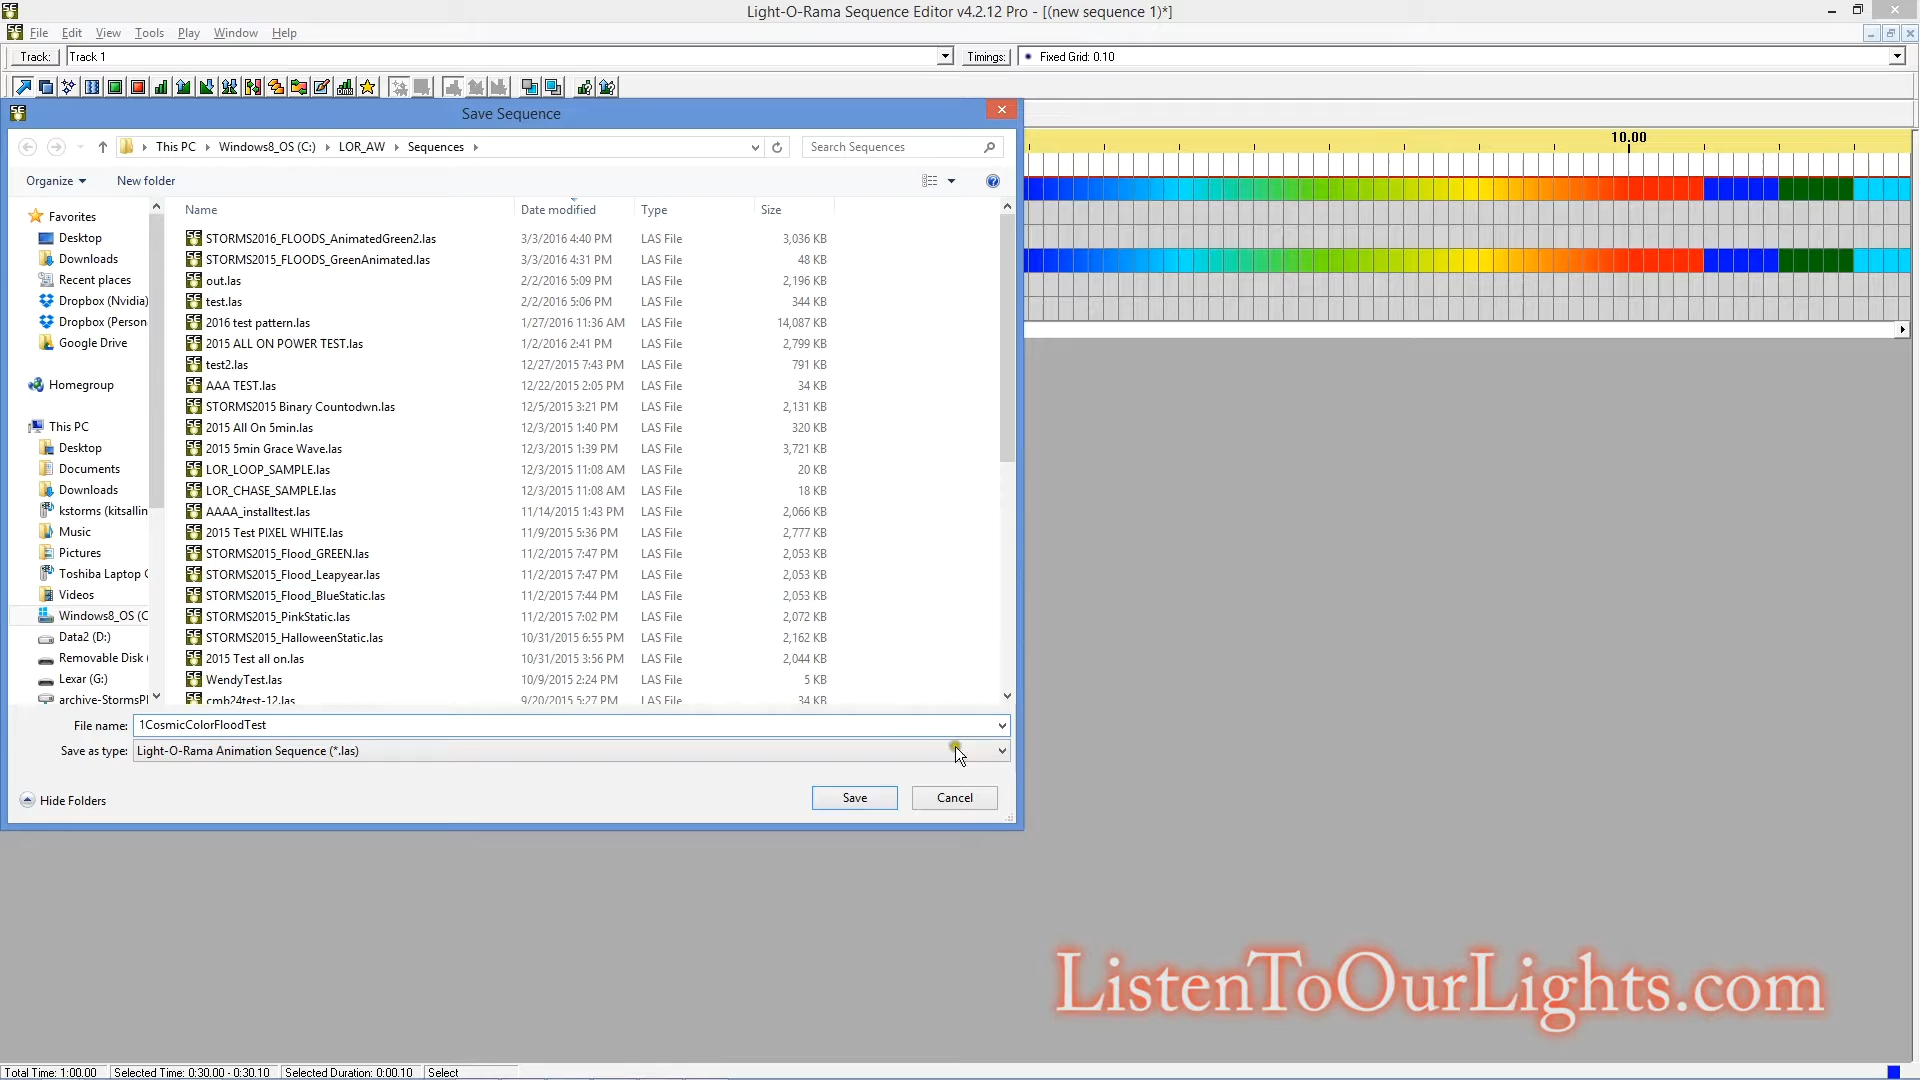 Light-O-Rama Sequence Editor v4.2.12 Pro - [(new sequence 1)*]
File Edit View Tools Play Window Help
Track: Track 1 Timings: Fixed Grid: 0.10
Save Sequence
10.00
This PC Windows8_OS (C:) LOR_AW Sequences Search Sequences
Organize New folder
Name Date modified Type Size
Favorites
Desktop
Downloads
Recent places
Dropbox (Nvidia)
Dropbox (Person
Google Drive
Homegroup
This PC
Desktop
Documents
Downloads
kstorms (kitsallin
Music
Pictures
Toshiba Laptop C
Videos
Windows8_OS (C
Data2 (D:)
Removable Disk (
Lexar (G:)
archive-StormsPl
STORMS2016_FLOODS_AnimatedGreen2.las 3/3/2016 4:40 PM LAS File 3,036 KB
STORMS2015_FLOODS_GreenAnimated.las 3/3/2016 4:31 PM LAS File 48 KB
out.las 2/2/2016 5:09 PM LAS File 2,196 KB
test.las 2/2/2016 5:06 PM LAS File 344 KB
2016 test pattern.las 1/27/2016 11:36 AM LAS File 14,087 KB
2015 ALL ON POWER TEST.las 1/2/2016 2:41 PM LAS File 2,799 KB
test2.las 12/27/2015 7:43 PM LAS File 791 KB
AAA TEST.las 12/22/2015 2:05 PM LAS File 34 KB
STORMS2015 Binary Countodwn.las 12/5/2015 3:21 PM LAS File 2,131 KB
2015 All On 5min.las 12/3/2015 1:40 PM LAS File 320 KB
2015 5min Grace Wave.las 12/3/2015 1:39 PM LAS File 3,721 KB
LOR_LOOP_SAMPLE.las 12/3/2015 11:08 AM LAS File 20 KB
LOR_CHASE_SAMPLE.las 12/3/2015 11:08 AM LAS File 18 KB
AAAA_installtest.las 11/14/2015 1:43 PM LAS File 2,066 KB
2015 Test PIXEL WHITE.las 11/9/2015 5:36 PM LAS File 2,777 KB
STORMS2015_Flood_GREEN.las 11/2/2015 7:47 PM LAS File 2,053 KB
STORMS2015_Flood_Leapyear.las 11/2/2015 7:47 PM LAS File 2,053 KB
STORMS2015_Flood_BlueStatic.las 11/2/2015 7:44 PM LAS File 2,053 KB
STORMS2015_PinkStatic.las 11/2/2015 7:02 PM LAS File 2,072 KB
STORMS2015_HalloweenStatic.las 10/31/2015 6:55 PM LAS File 2,162 KB
2015 Test all on.las 10/31/2015 3:56 PM LAS File 2,044 KB
WendyTest.las 10/9/2015 2:24 PM LAS File 5 KB
cmb24test-12.las 9/20/2015 5:27 PM LAS File 34 KB
File name: 1CosmicColorFloodTest
Save as type: Light-O-Rama Animation Sequence (*.las)
Hide Folders Save Cancel
ListenToOurLights.com
Total Time: 1:00.00 Selected Time: 0:30.00 - 0:30.10 Selected Duration: 0:00.10 Select